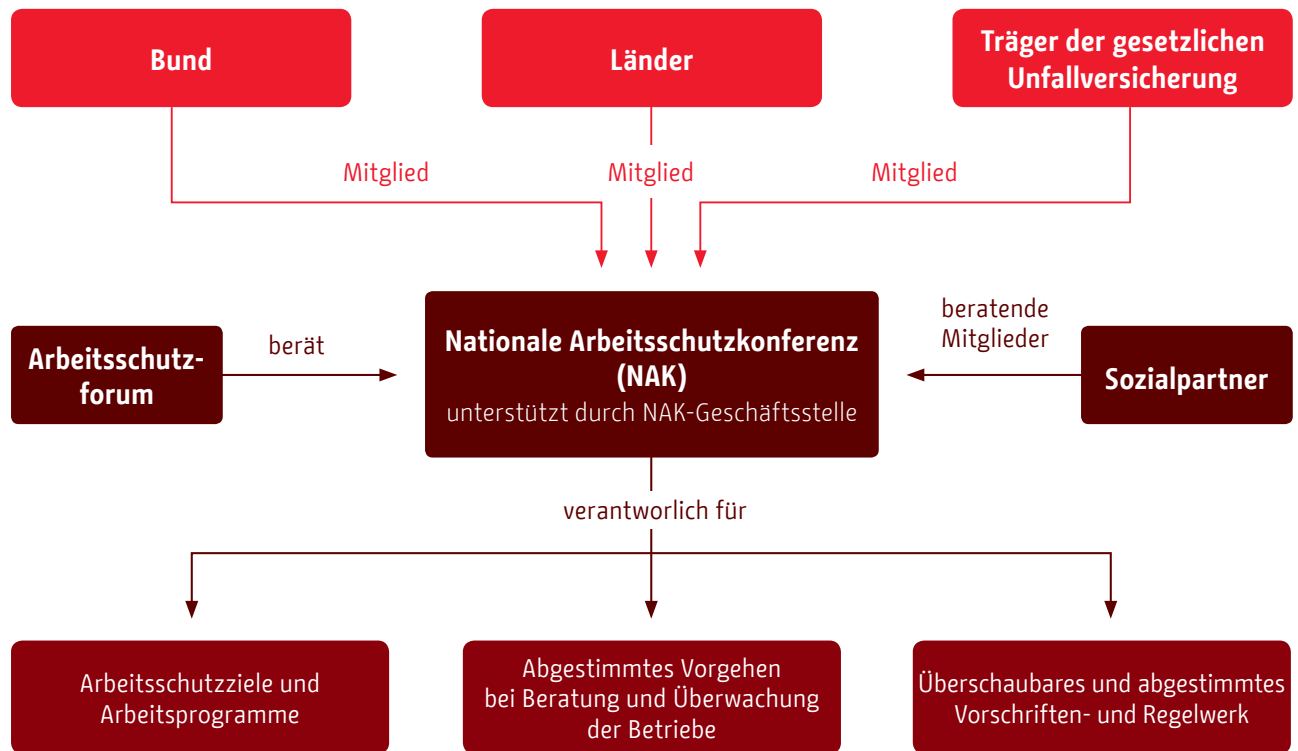 Bund
Länder
Träger der gesetzlichen
Unfallversicherung
Mitglied
Mitglied
Mitglied
Arbeitsschutz-
forum
berät
Nationale Arbeitsschutzkonferenz
(NAK)
unterstützt durch NAK-Geschäftsstelle
beratende
Mitglieder
Sozialpartner
verantworlich für
Arbeitsschutzziele und
Arbeitsprogramme
Abgestimmtes Vorgehen
bei Beratung und Überwachung
der Betriebe
Überschaubares und abgestimmtes
Vorschriften- und Regelwerk